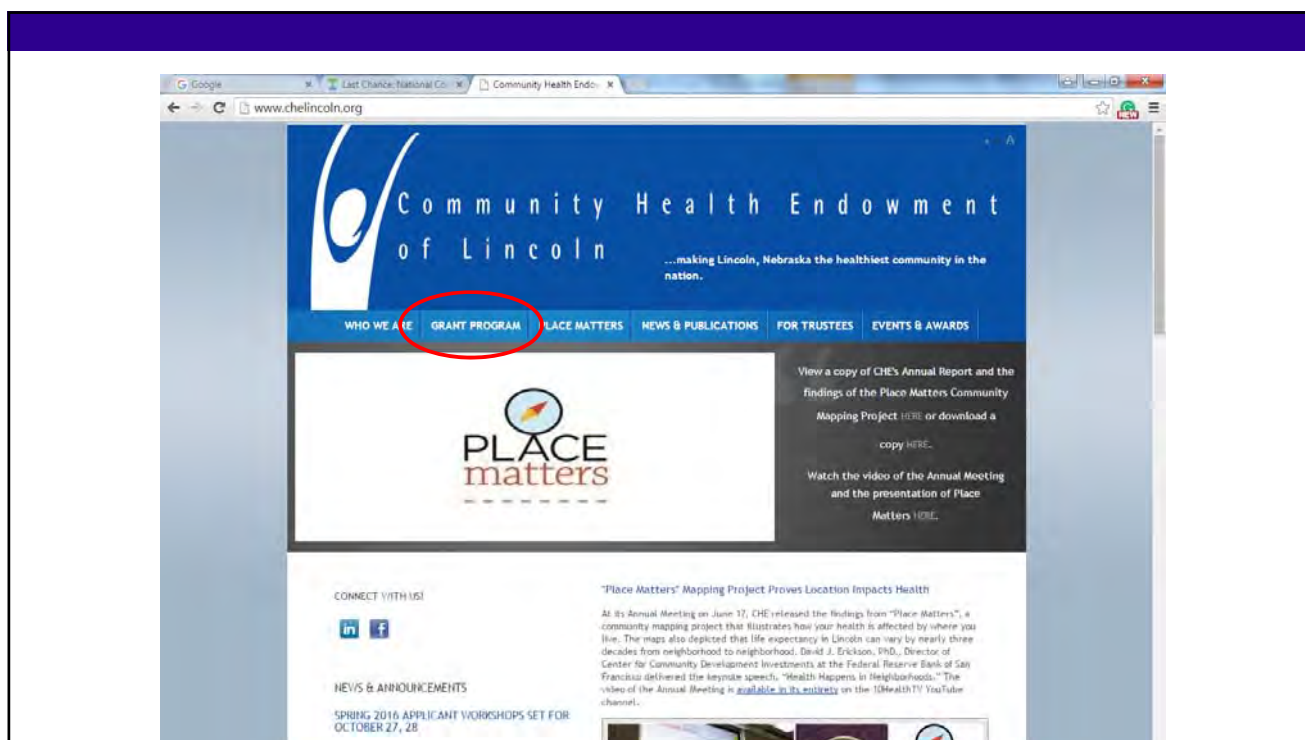 Google
Last Chance: National Co
Community Health Endo
www.chelincoln.org
NEW
A
Community Health Endowment
of Lincoln
...making Lincoln, Nebraska the healthiest community in the
nation.
WHO WE ARE GRANT PROGRAM PLACE MATTERS NEWS & PUBLICATIONS FOR TRUSTEES EVENTS & AWARDS
PLACE
matters
View a copy of CHE's Annual Report and the
findings of the Place Matters Community
Mapping Project HERE or download a
copy HERE.
Watch the video of the Annual Meeting
and the presentation of Place
Matters HERE.
CONNECT WITH US!
in f
NEWS & ANNOUNCEMENTS
SPRING 2016 APPLICANT WORKSHOPS SET FOR
OCTOBER 27, 28
"Place Matters" Mapping Project Proves Location Impacts Health
At its Annual Meeting on June 17, CHE released the findings from "Place Matters", a
community mapping project that illustrates how your health is affected by where you
live. The maps also depicted that life expectancy in Lincoln can vary by nearly three
decades from neighborhood to neighborhood. David J. Erickson, PhD., Director of
Center for Community Development Investments at the Federal Reserve Bank of San
Francisco delivered the keynote speech, "Health Happens in Neighborhoods." The
video of the Annual Meeting is available in its entirety on the 10HealthTV YouTube
channel.